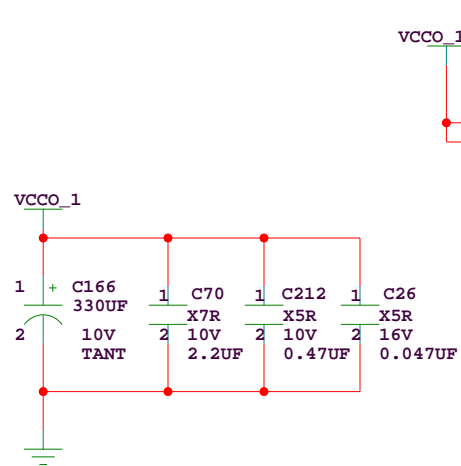 VCCO_1
VCCO_1
1 + C166
330UF
2 10V
TANT
1 C70
X7R
2 10V
2.2UF
1 C212
X5R
2 10V
0.47UF
1 C26
X5R
2 16V
0.047UF